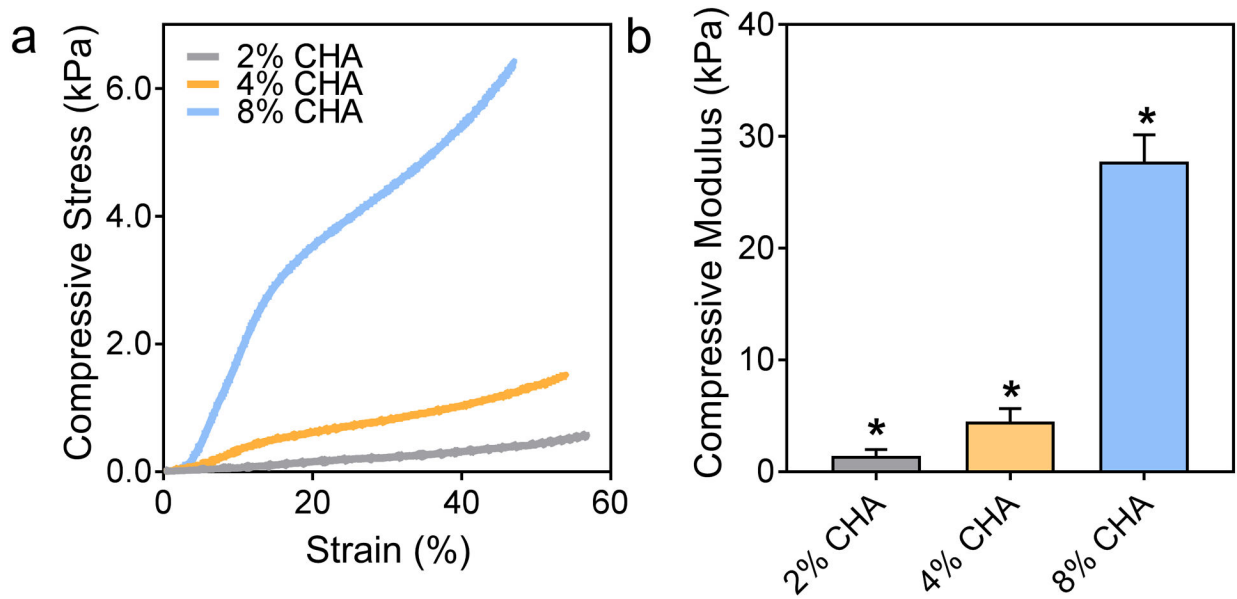 a
Compressive Stress (kPa)
6.0
4.0
2.0
0.0
2% CHA
4% CHA
8% CHA
0
20
40
60
Strain (%)
b
Compressive Modulus (kPa)
40
30
20
10
0
*
*
*
2% CHA
4% CHA
8% CHA